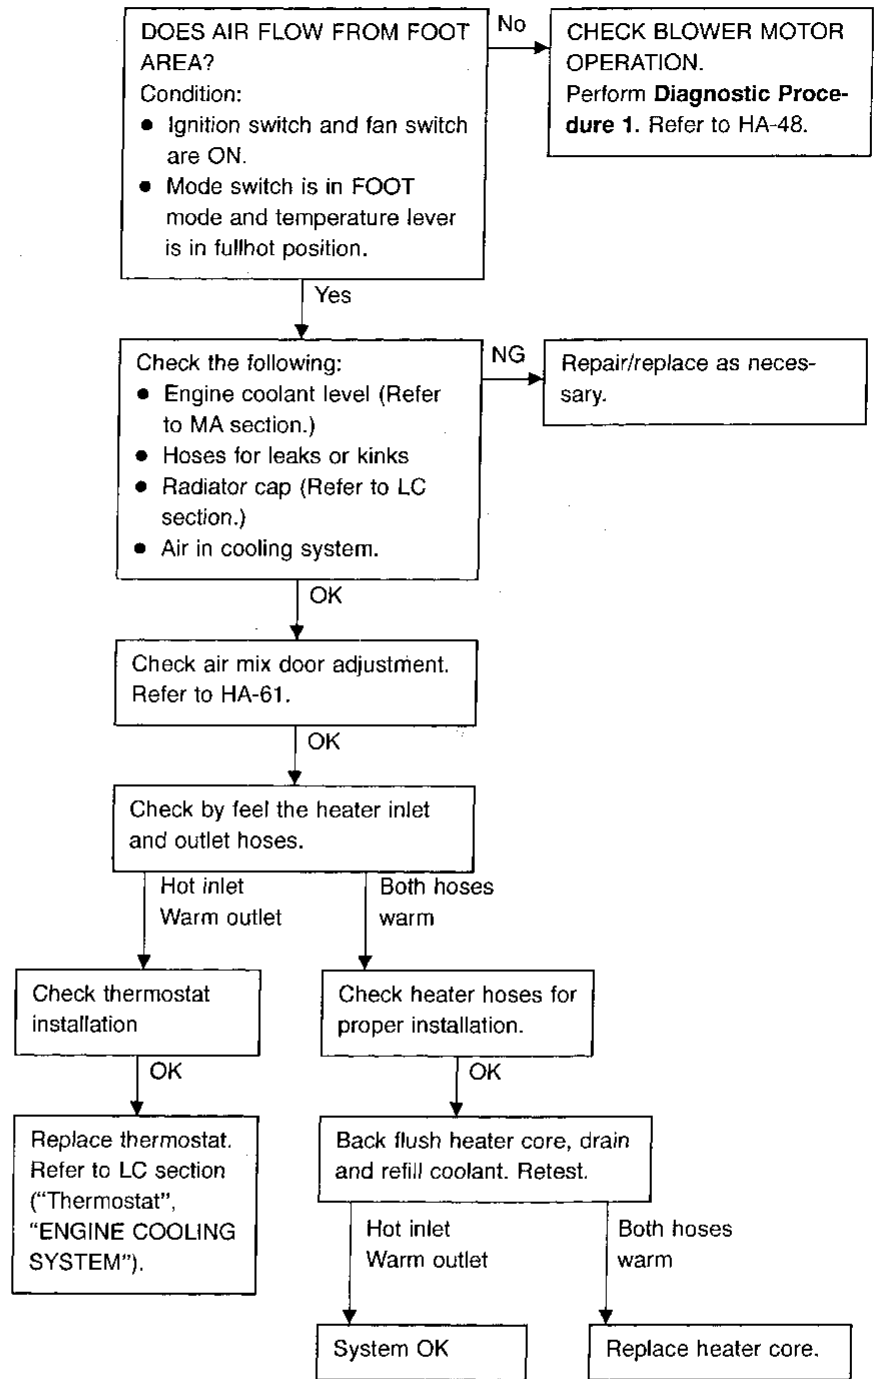 DOES AIR FLOW FROM FOOT
AREA?
Condition:
● Ignition switch and fan switch
are ON.
● Mode switch is in FOOT
mode and temperature lever
is in fullhot position.
No
CHECK BLOWER MOTOR
OPERATION.
Perform Diagnostic Proce-
dure 1. Refer to HA-48.
Yes
Check the following:
● Engine coolant level (Refer
to MA section.)
● Hoses for leaks or kinks
● Radiator cap (Refer to LC
section.)
● Air in cooling system.
NG
Repair/replace as neces-
sary.
OK
Check air mix door adjustment.
Refer to HA-61.
OK
Check by feel the heater inlet
and outlet hoses.
Hot inlet
Warm outlet
Both hoses
warm
Check thermostat
installation
Check heater hoses for
proper installation.
OK
OK
Replace thermostat.
Refer to LC section
("Thermostat",
"ENGINE COOLING
SYSTEM").
Back flush heater core, drain
and refill coolant. Retest.
Hot inlet
Warm outlet
Both hoses
warm
System OK
Replace heater core.